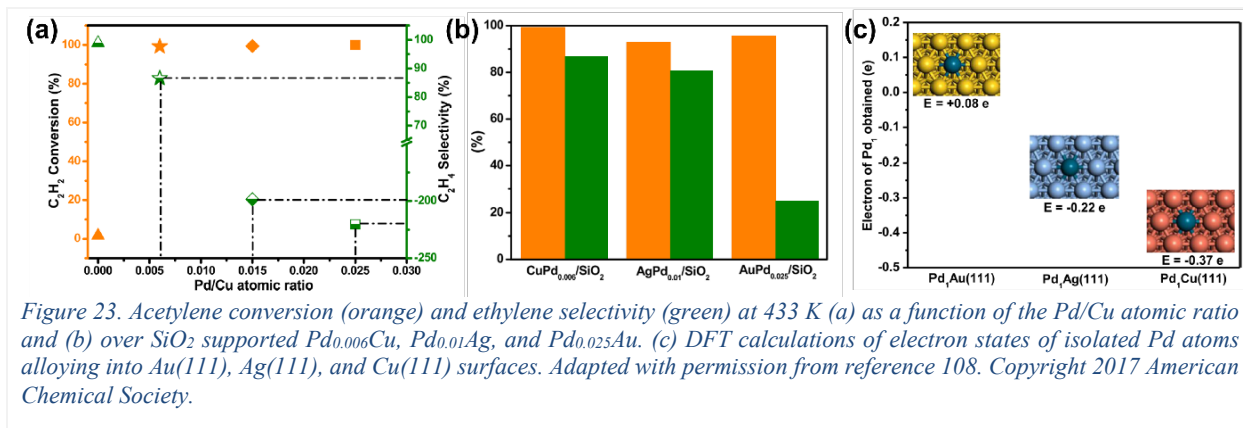 (a)
C2H2 Conversion (%)
100
80
60
40
20
0
100
95
90
85
80
75
70
-200
-250
C2H4 Selectivity (%)
0.000 0.005 0.010 0.015 0.020 0.025 0.030
Pd/Cu atomic ratio
(b)
(%)
100
80
60
40
20
0
CuPd0.006/SiO2 AgPd0.01/SiO2 AuPd0.025/SiO2
(c)
Electron of Pd1 obtained (e)
0.2
0.1
0.0
-0.1
-0.2
-0.3
-0.4
-0.5
E = +0.08 e
E = -0.22 e
E = -0.37 e
Pd1Au(111) Pd1Ag(111) Pd1Cu(111)
Figure 23. Acetylene conversion (orange) and ethylene selectivity (green) at 433 K (a) as a function of the Pd/Cu atomic ratio
and (b) over SiO2 supported Pd0.006Cu, Pd0.01Ag, and Pd0.025Au. (c) DFT calculations of electron states of isolated Pd atoms
alloying into Au(111), Ag(111), and Cu(111) surfaces. Adapted with permission from reference 108. Copyright 2017 American
Chemical Society.